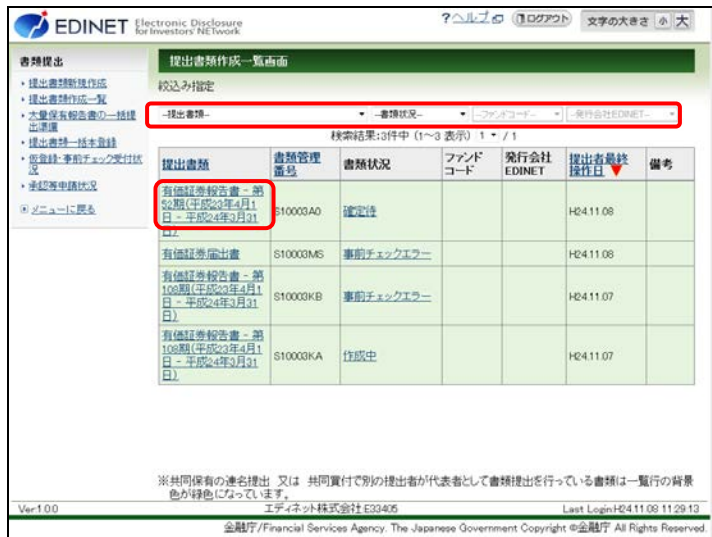 EDINET Electronic Disclosure for Investors' NETwork
?ヘルプ ログアウト 文字の大きさ 小 大
書類提出
提出書類新規作成
提出書類作成一覧
大量保有報告書の一括提
出準備
提出書類一括本登録
仮登録・事前チェック受付状
況
承認等申請状況
メニューに戻る
提出書類作成一覧画面
絞込み指定
--提出書類-- --書類状況-- --ファンドコード-- --発行会社EDINET--
検索結果:3件中 (1~3 表示) 1 / 1
提出書類 書類管理番号 書類状況 ファンドコード 発行会社EDINET 提出者最終操作日▼ 備考
有価証券報告書 - 第
52期(平成23年4月1
日 - 平成24年3月31
日)
S10003A0 確定待 H24.11.08
有価証券届出書 S10003MS 事前チェックエラー H24.11.08
有価証券報告書 - 第
108期(平成23年4月1
日 - 平成24年3月31
日)
S10003KB 事前チェックエラー H24.11.07
有価証券報告書 - 第
108期(平成23年4月1
日 - 平成24年3月31
日)
S10003KA 作成中 H24.11.07
※共同保有の連名提出 又は 共同買付で別の提出者が代表者として書類提出を行っている書類は一覧行の背景
色が緑色になっています。
Ver1.0.0 エディネット株式会社 E33405 Last Login:H24.11.08 11:29:13
金融庁/Financial Services Agency. The Japanese Government Copyright ©金融庁 All Rights Reserved.